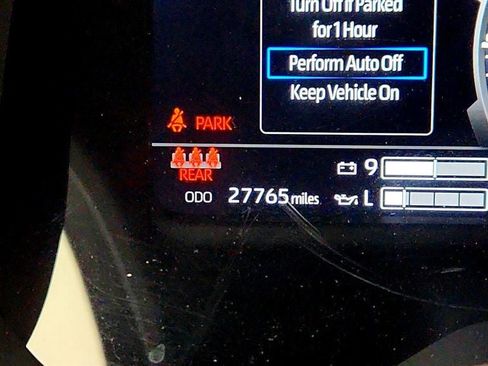 Turn Off if Parked
for 1 Hour
Perform Auto Off
Keep Vehicle On
PARK
REAR
9
ODO 27765 miles
L